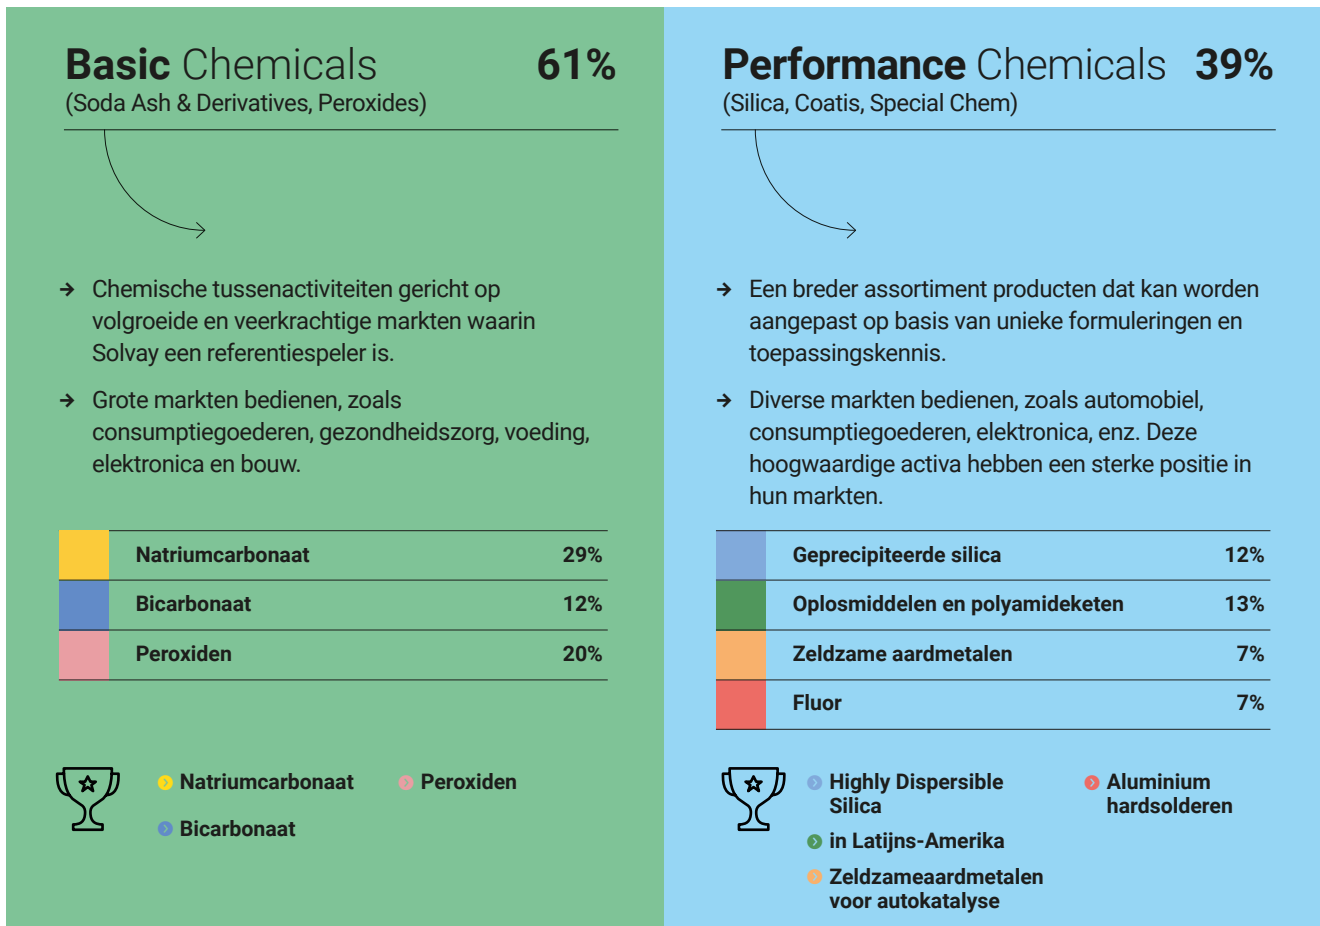 Basic Chemicals 61%
(Soda Ash & Derivatives, Peroxides)
Chemische tussenactiviteiten gericht op
volgroeide en veerkrachtige markten waarin
Solvay een referentiespeler is.
Grote markten bedienen, zoals
consumptiegoederen, gezondheidszorg, voeding,
elektronica en bouw.
Natriumcarbonaat 29%
Bicarbonaat 12%
Peroxiden 20%
Natriumcarbonaat
Peroxiden
Bicarbonaat
Performance Chemicals 39%
(Silica, Coatis, Special Chem)
Een breder assortiment producten dat kan worden
aangepast op basis van unieke formuleringen en
toepassingskennis.
Diverse markten bedienen, zoals automobiel,
consumptiegoederen, elektronica, enz. Deze
hoogwaardige activa hebben een sterke positie in
hun markten.
Geprecipiteerde silica 12%
Oplosmiddelen en polyamideketen 13%
Zeldzame aardmetalen 7%
Fluor 7%
Highly Dispersible
Silica
in Latijns-Amerika
Zeldzameaardmetalen
voor autokatalyse
Aluminium
hardsolderen